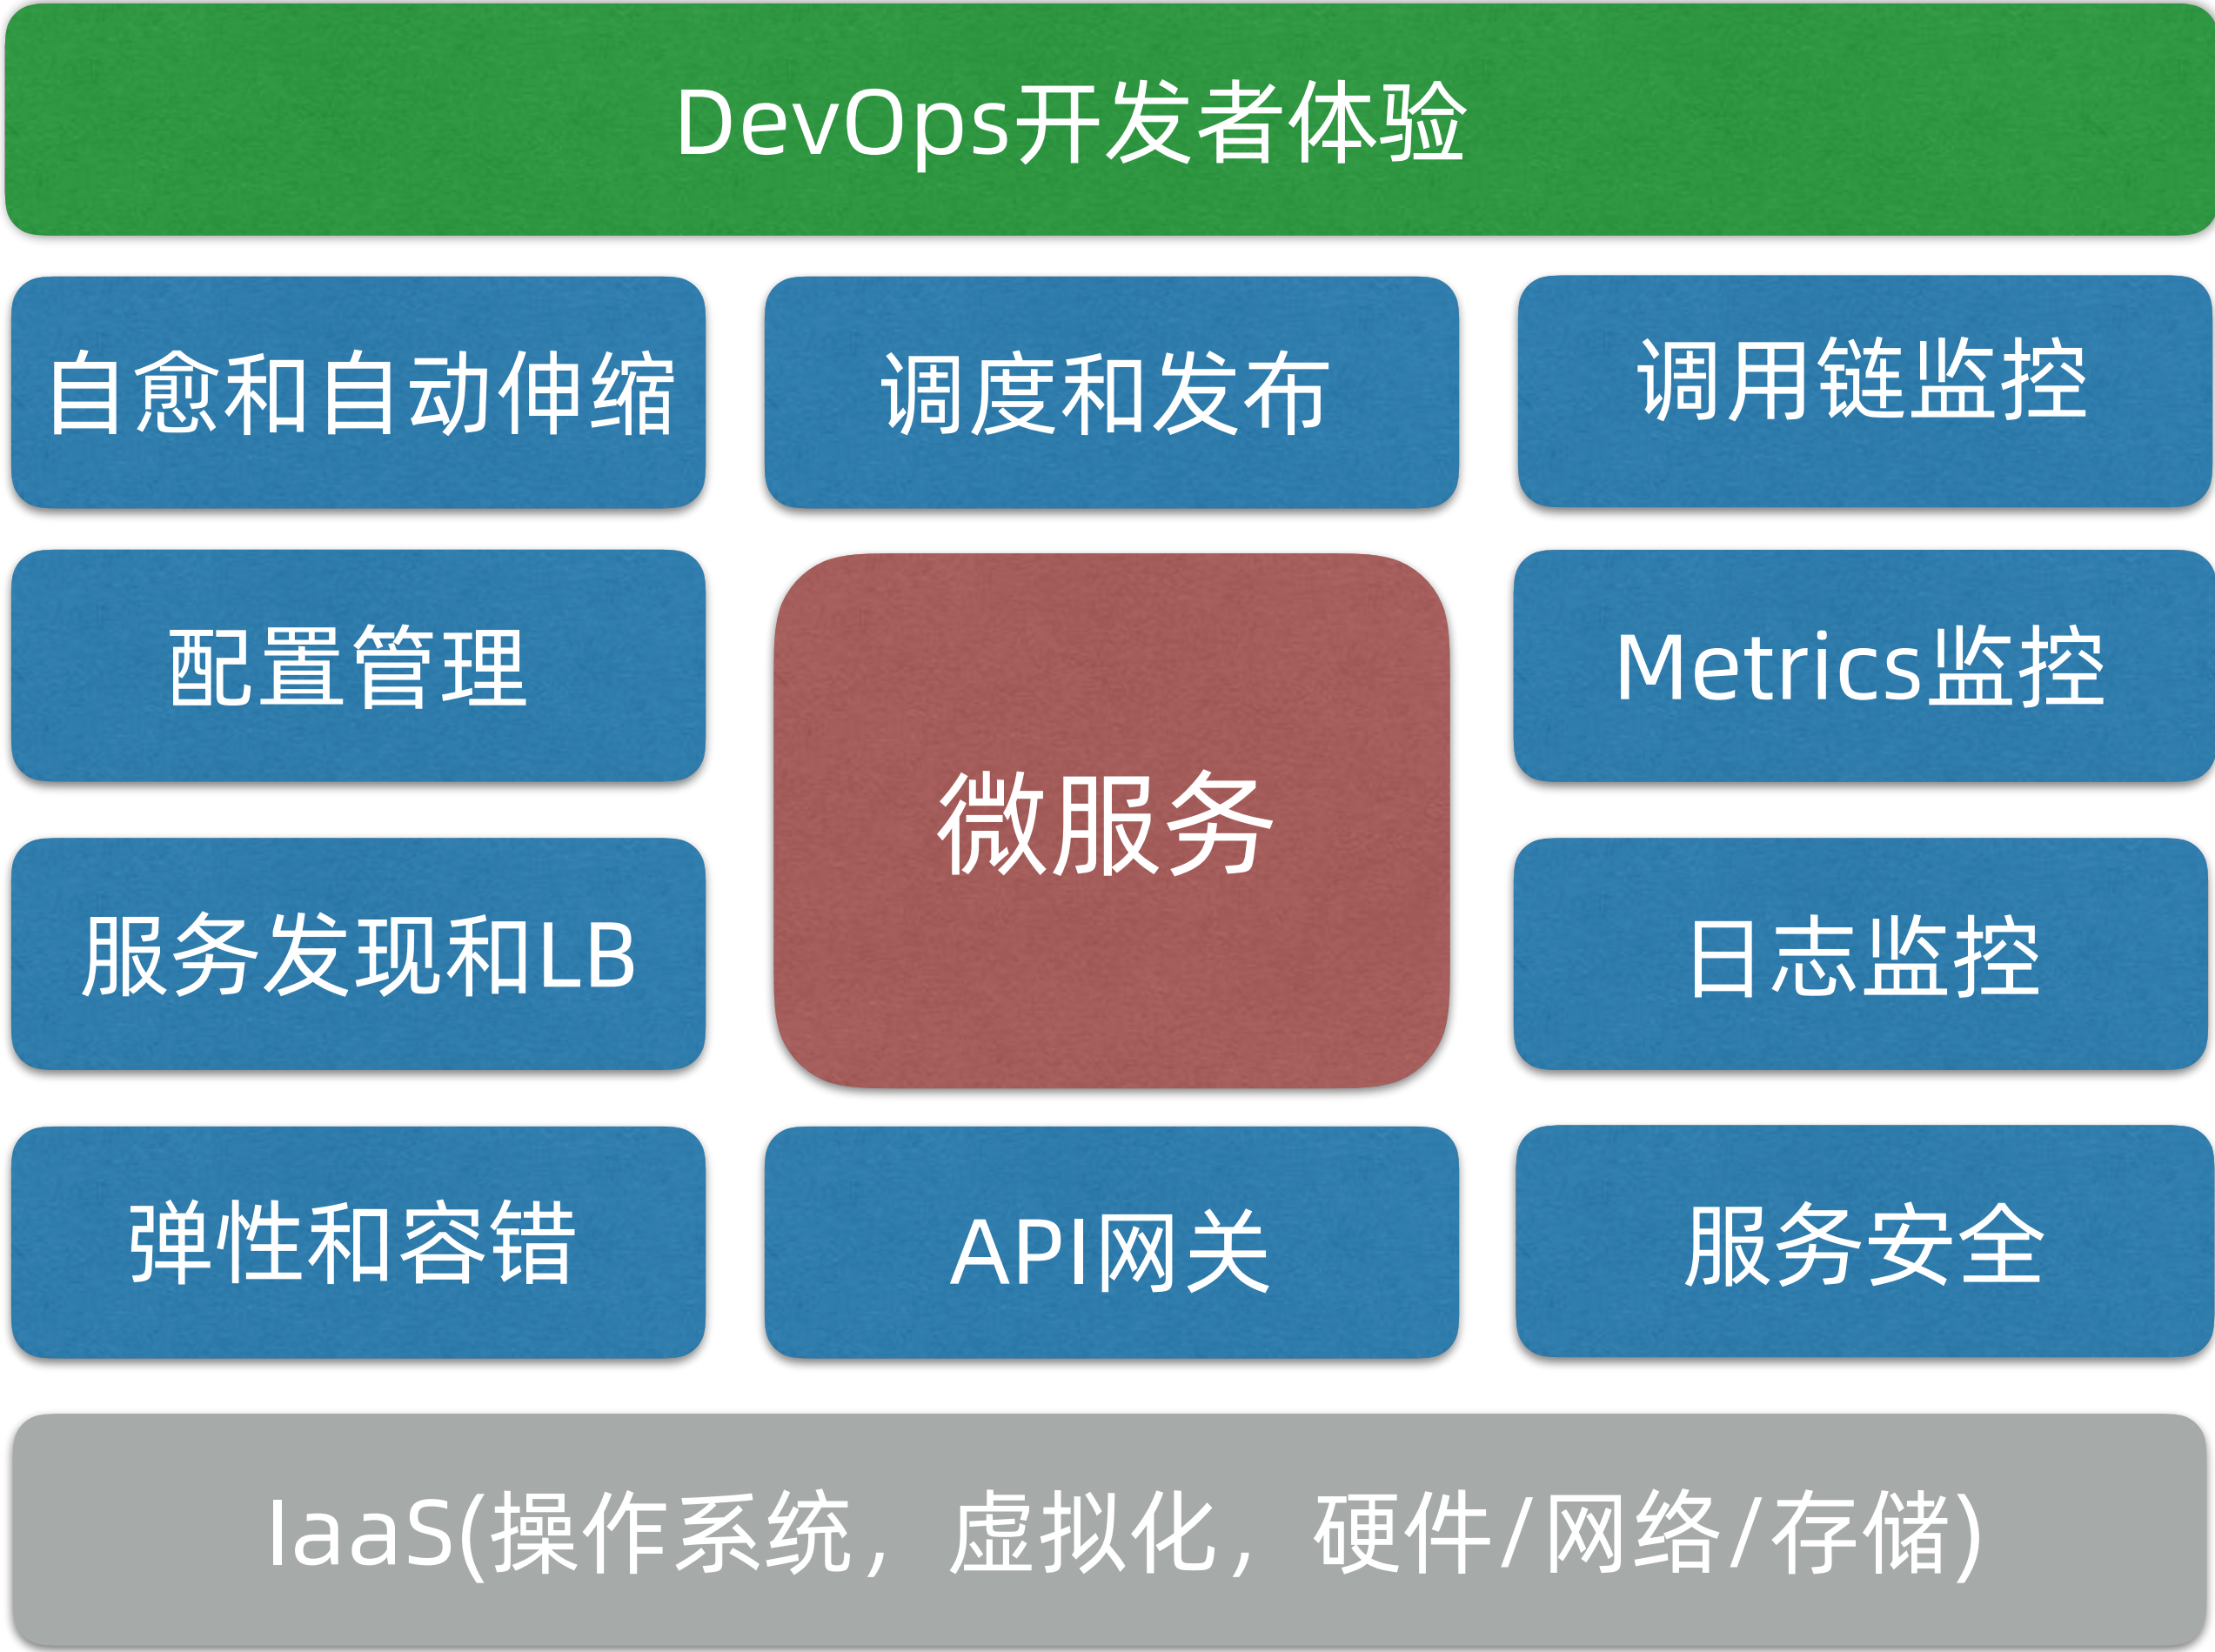 DevOps开发者体验
自愈和自动伸缩
调度和发布
调用链监控
配置管理
Metrics监控
微服务
服务发现和LB
日志监控
弹性和容错
API网关
服务安全
IaaS(操作系统，虚拟化，硬件/网络/存储)